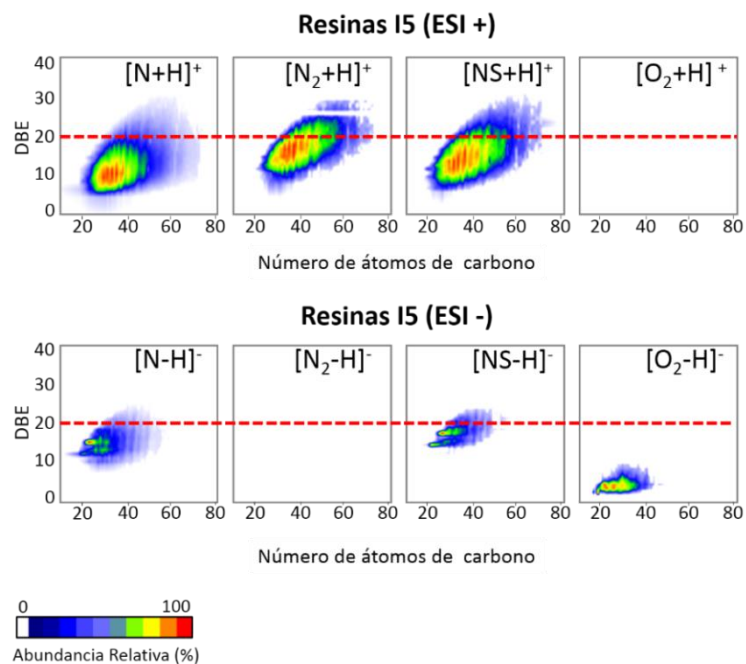 Resinas I5 (ESI +)
[N+H]⁺ [N₂+H]⁺ [NS+H]⁺ [O₂+H] ⁺
40
30
20
10
0
DBE
20 40 60 80 20 40 60 80 20 40 60 80 20 40 60 80
Número de átomos de carbono
Resinas I5 (ESI -)
[N-H]⁻ [N₂-H]⁻ [NS-H]⁻ [O₂-H]⁻
40
30
20
10
0
DBE
20 40 60 80 20 40 60 80 20 40 60 80 20 40 60 80
Número de átomos de carbono
0 100
Abundancia Relativa (%)